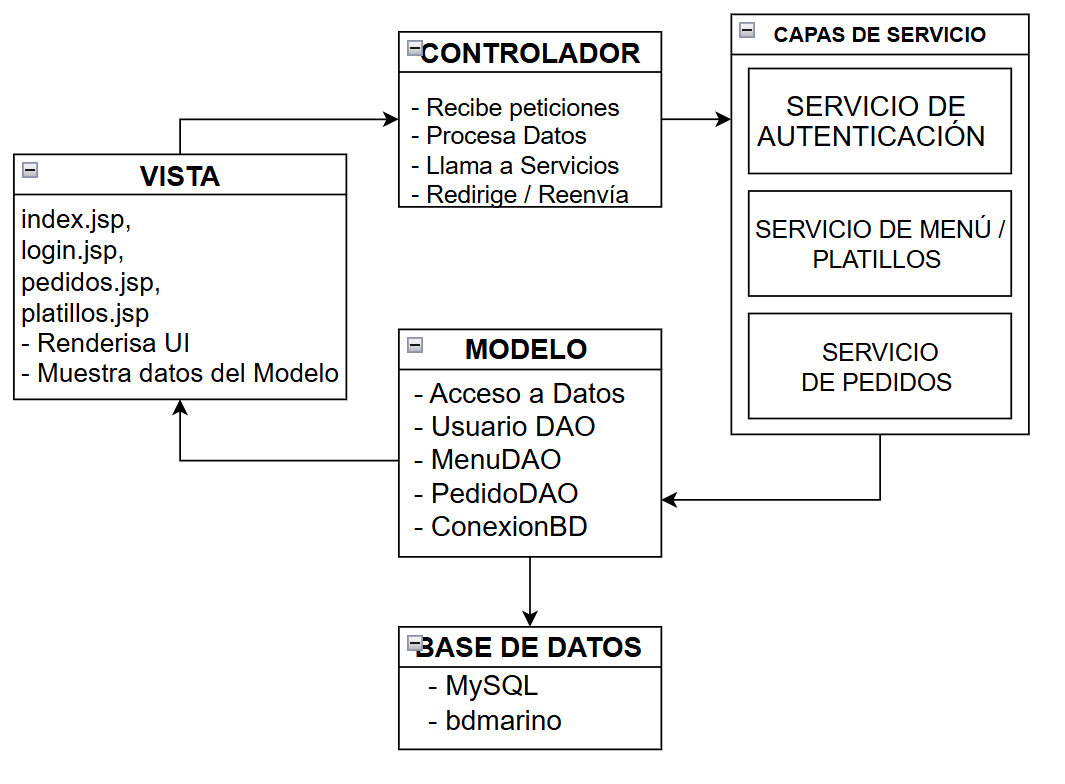 CONTROLADOR
- Recibe peticiones
- Procesa Datos
- Llama a Servicios
- Redirige / Reenvía
CAPAS DE SERVICIO
SERVICIO DE
AUTENTICACIÓN
SERVICIO DE MENÚ /
PLATILLOS
SERVICIO
DE PEDIDOS
VISTA
index.jsp,
login.jsp,
pedidos.jsp,
platillos.jsp
- Renderisa UI
- Muestra datos del Modelo
MODELO
- Acceso a Datos
- Usuario DAO
- MenuDAO
- PedidoDAO
- ConexionBD
BASE DE DATOS
- MySQL
- bdmarino